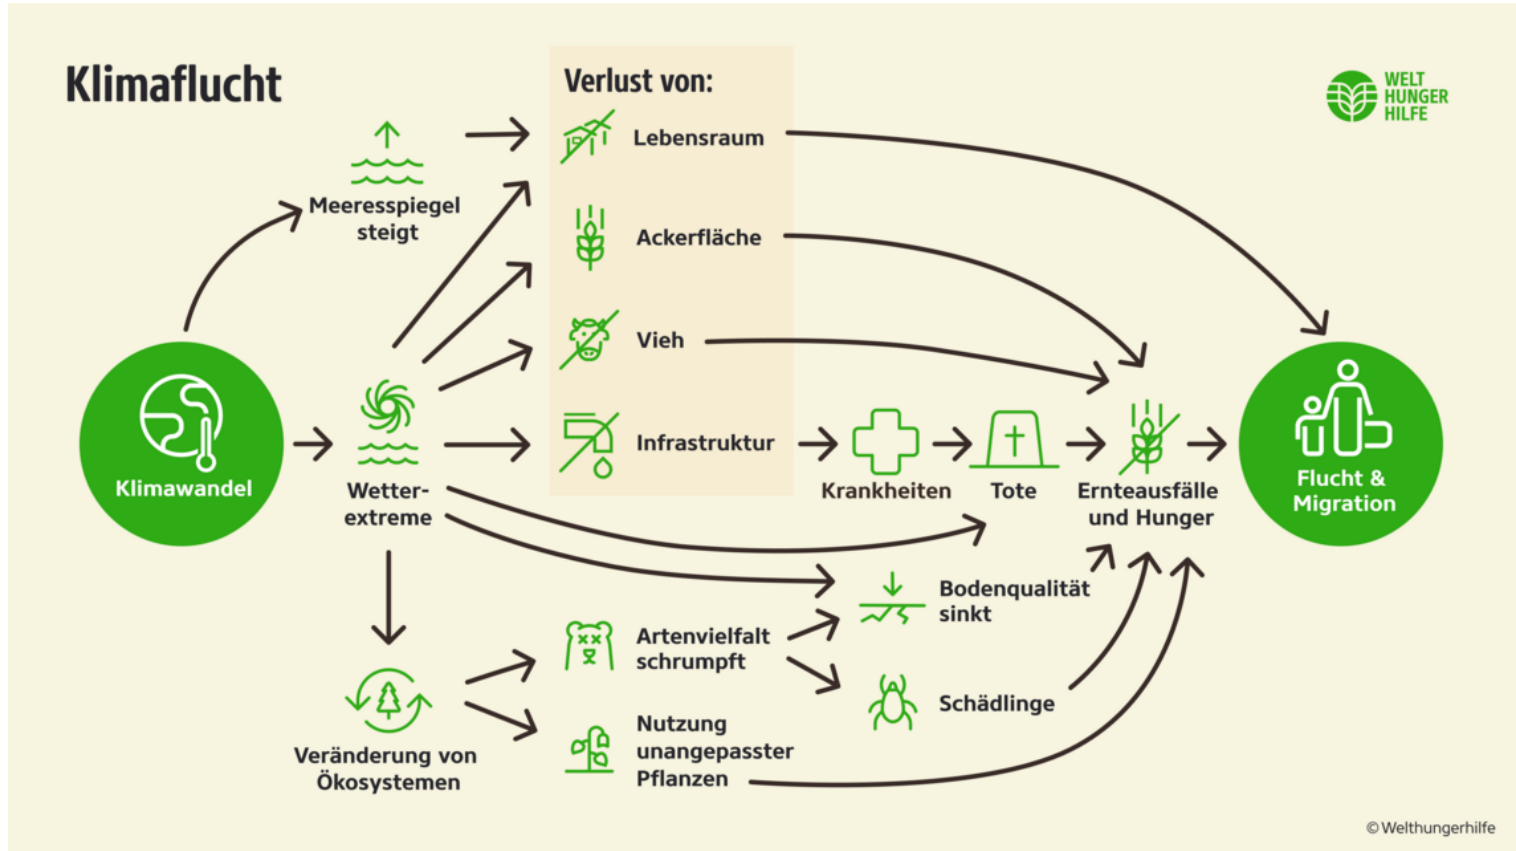 Klimaflucht
Verlust von:
WELT
HUNGER
HILFE
Lebensraum
Meeresspiegel
steigt
Ackerfläche
Vieh
Infrastruktur
Klimawandel
Wetter-
extreme
Krankheiten
Tote
Ernteausfälle
und Hunger
Flucht &
Migration
Bodenqualität
sinkt
Artenvielfalt
schrumpft
Schädlinge
Veränderung von
Ökosystemen
Nutzung
unangepasster
Pflanzen
© Welthungerhilfe